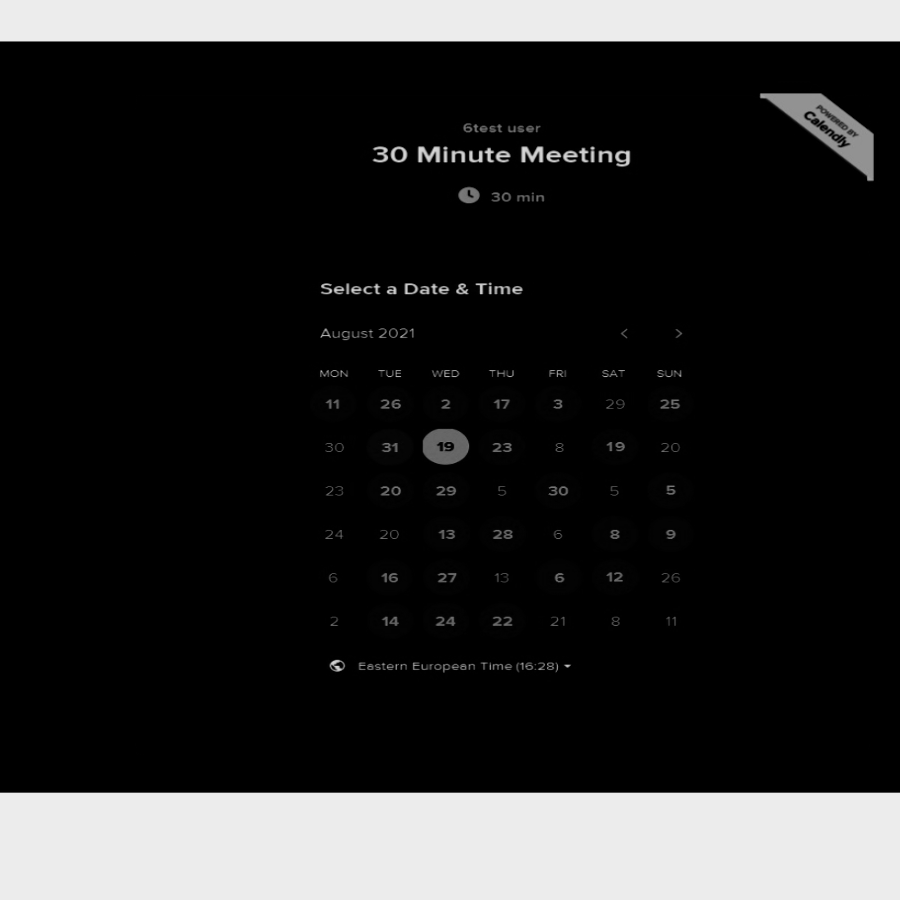 POWERED BY
Calendly
6test user
30 Minute Meeting
30 min
Select a Date & Time
August 2021
MON TUE WED THU FRI SAT SUN
11 26 2 17 3 29 25
30 31 19 23 8 19 20
23 20 29 5 30 5 5
24 20 13 28 6 8 9
6 16 27 13 6 12 26
2 14 24 22 21 8 11
Eastern European Time (16:28)